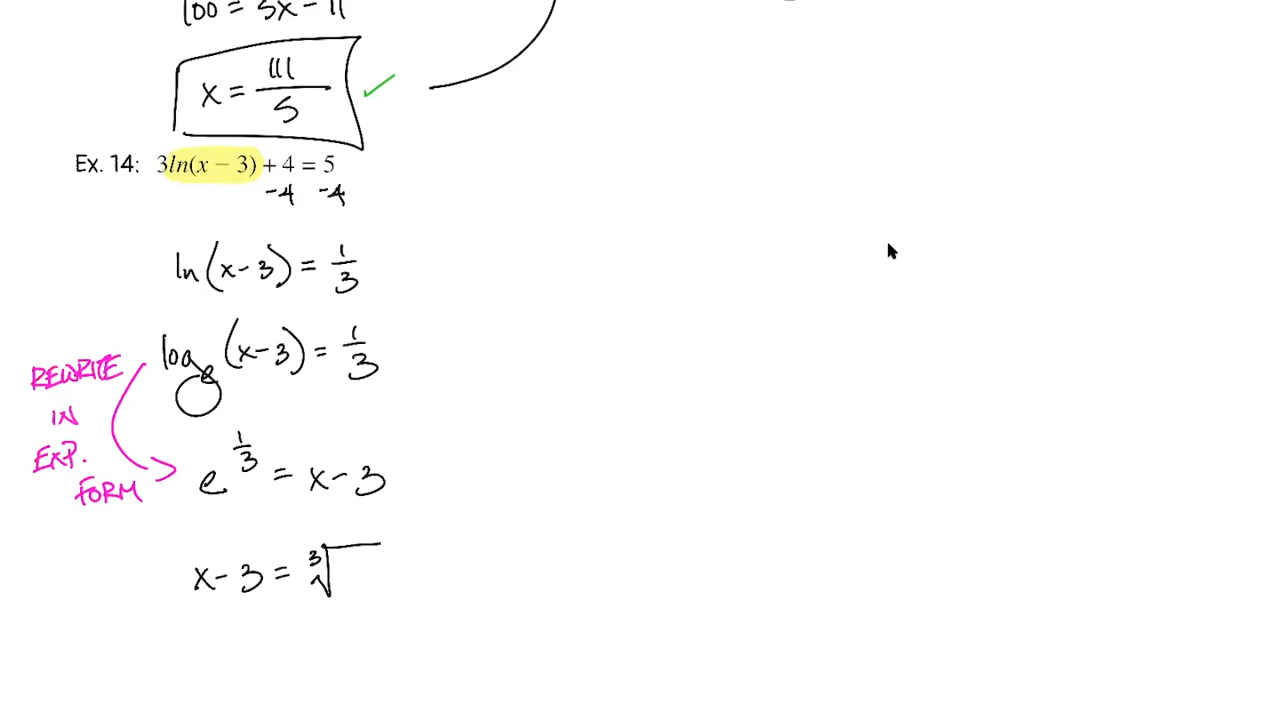 100 = 5x - 11
x = 111/5 ✓
Ex. 14: 3ln(x − 3) + 4 = 5
-4 -4
ln(x-3) = 1/3
log_e(x-3) = 1/3
REWRITE
IN
EXP.
FORM
e^(1/3) = x-3
x-3 = ∛